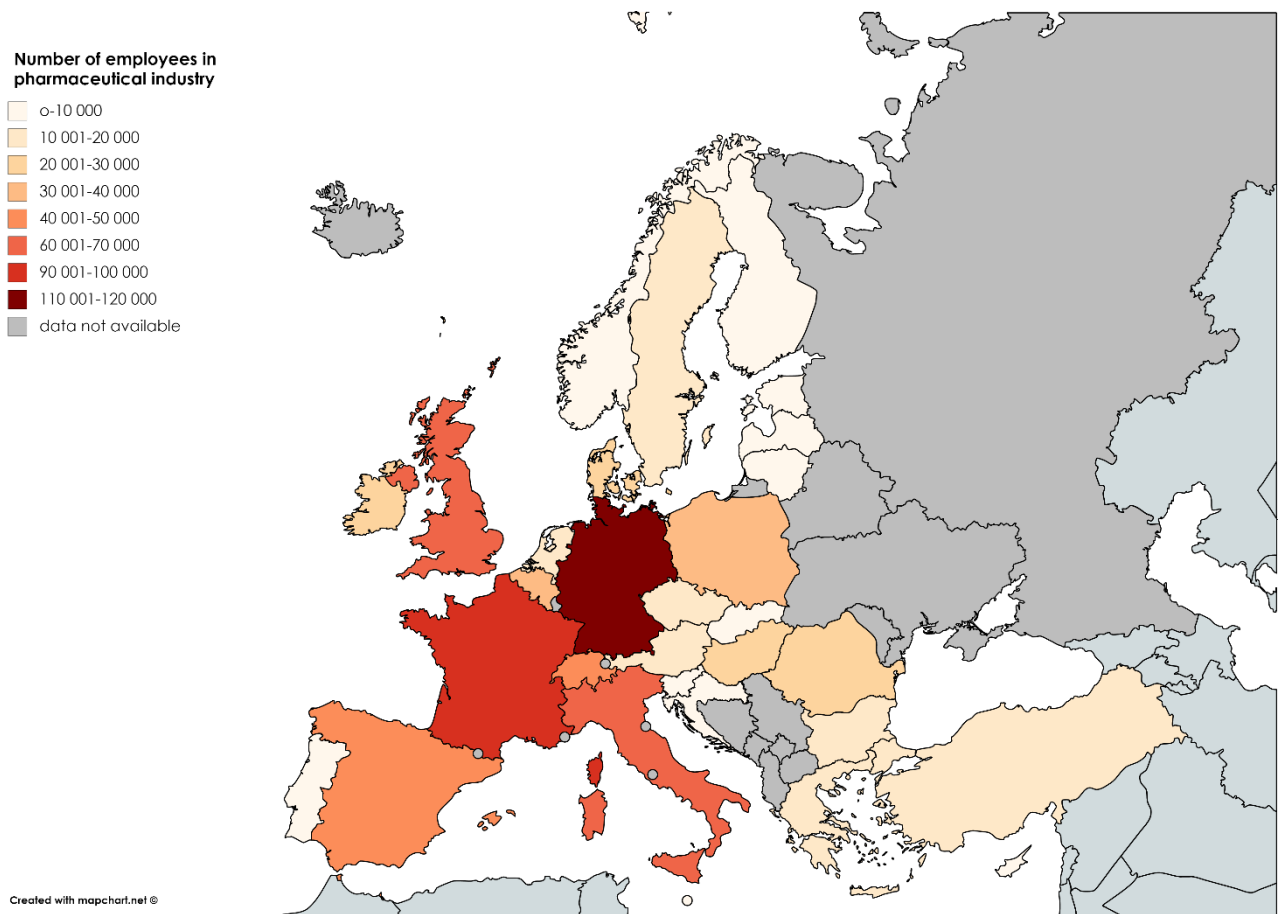 Number of employees in
pharmaceutical industry
o-10 000
10 001-20 000
20 001-30 000
30 001-40 000
40 001-50 000
60 001-70 000
90 001-100 000
110 001-120 000
data not available
Created with mapchart.net ©